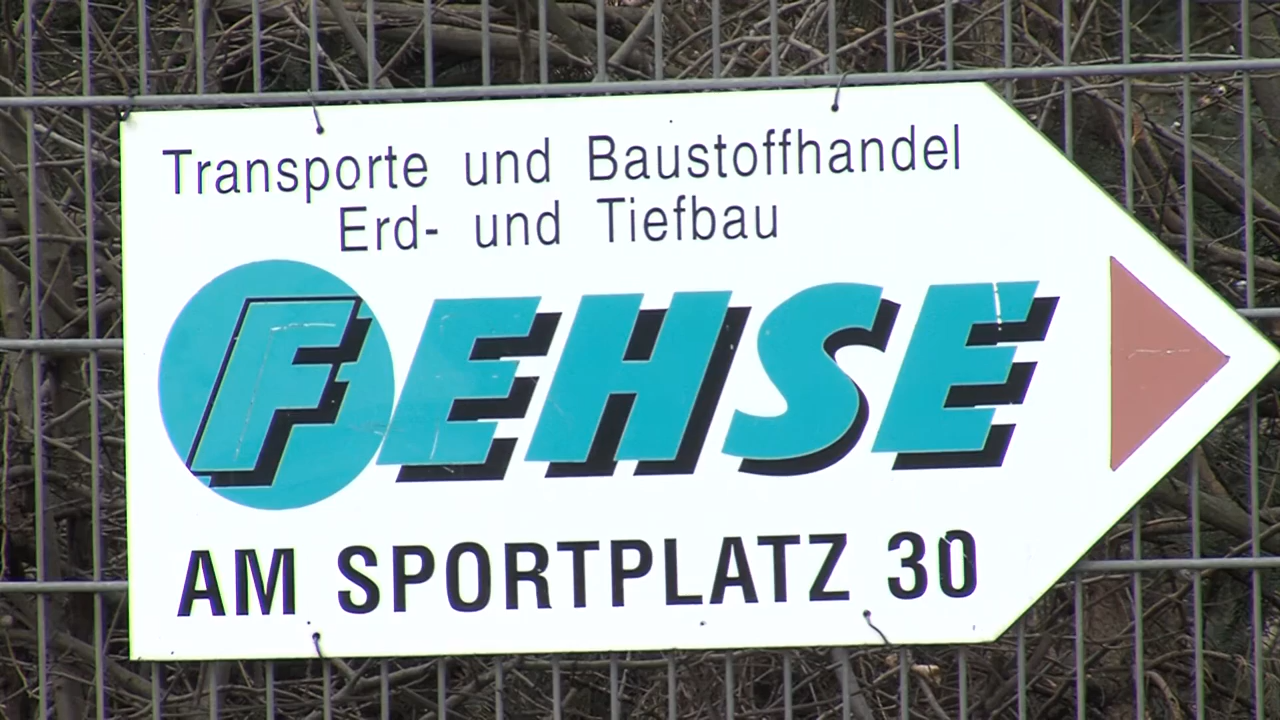 Transporte und Baustoffhandel
Erd- und Tiefbau
FEHSE
AM SPORTPLATZ 30